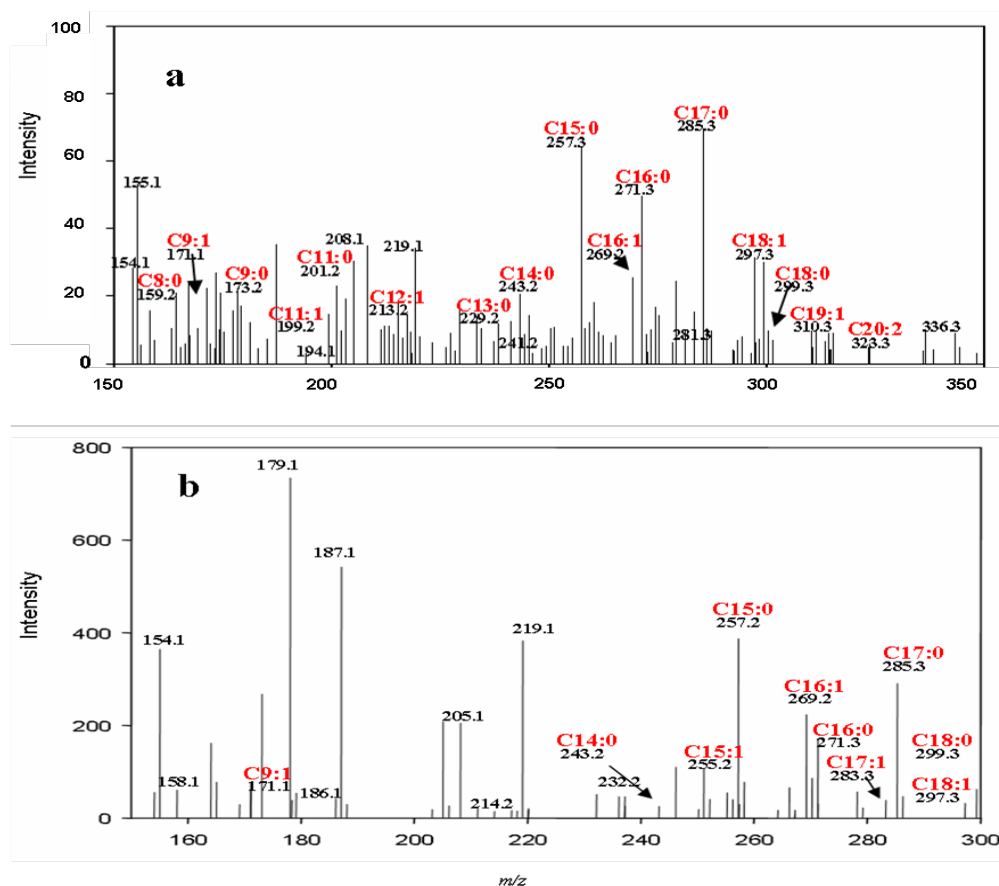 a
Intensity
100
80
60
40
20
0
0
155.1
154.1
C8:0
159.2
C9:1
171.1
C9:0
173.2
C11:1
199.2
194.1
C11:0
201.2
208.1
C12:1
213.2
219.1
C13:0
229.2
C14:0
243.2
241.2
C15:0
257.3
C16:1
269.2
C16:0
271.3
281.3
C17:0
285.3
C18:1
297.3
C18:0
299.3
C19:1
310.3
C20:2
323.3
336.3
150
200
250
300
350
b
Intensity
800
600
400
200
0
154.1
158.1
C9:1
171.1
179.1
186.1
187.1
205.1
214.2
219.1
C14:0
243.2
232.2
C15:1
255.2
C15:0
257.2
C16:1
269.2
C16:0
271.3
C17:1
283.3
C17:0
285.3
C18:0
299.3
C18:1
297.3
160
180
200
220
240
260
280
300
m/z